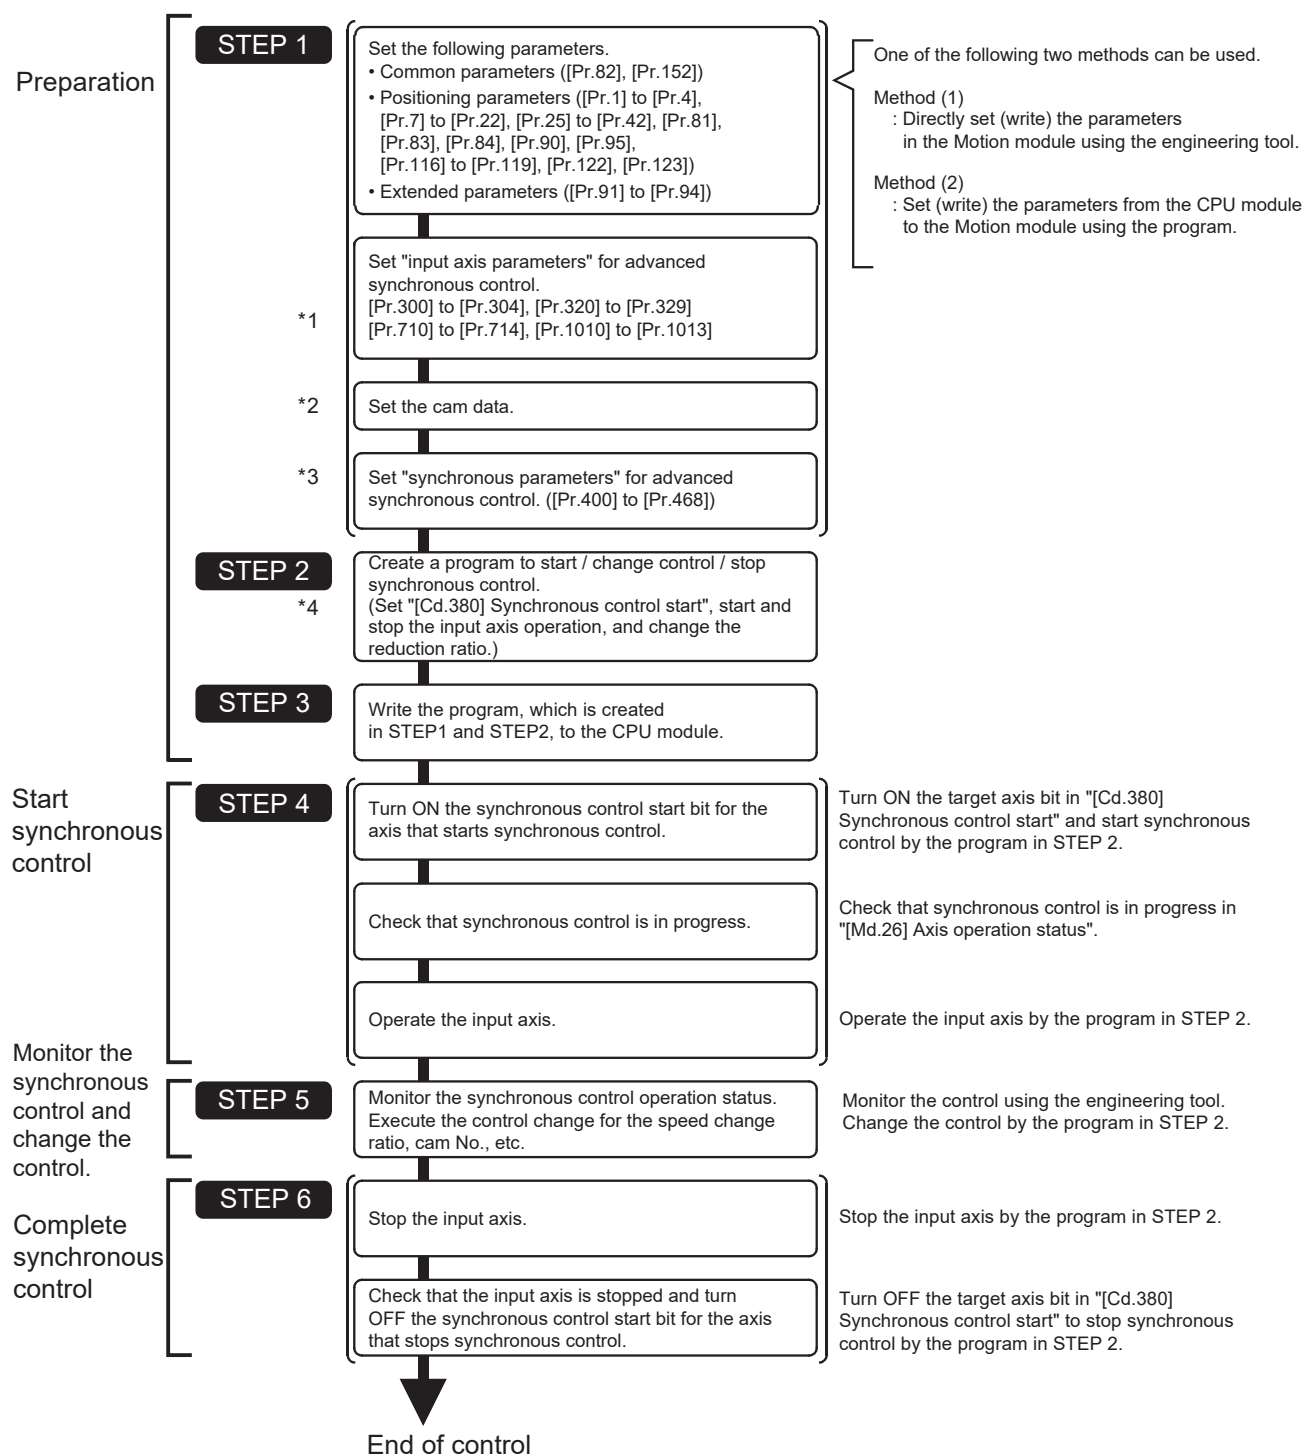 Preparation
STEP 1
Set the following parameters.
• Common parameters ([Pr.82], [Pr.152])
• Positioning parameters ([Pr.1] to [Pr.4],
[Pr.7] to [Pr.22], [Pr.25] to [Pr.42], [Pr.81],
[Pr.83], [Pr.84], [Pr.90], [Pr.95],
[Pr.116] to [Pr.119], [Pr.122], [Pr.123])
• Extended parameters ([Pr.91] to [Pr.94])
One of the following two methods can be used.
Method (1)
: Directly set (write) the parameters
in the Motion module using the engineering tool.
Method (2)
: Set (write) the parameters from the CPU module
to the Motion module using the program.
*1
Set "input axis parameters" for advanced
synchronous control.
[Pr.300] to [Pr.304], [Pr.320] to [Pr.329]
[Pr.710] to [Pr.714], [Pr.1010] to [Pr.1013]
*2
Set the cam data.
*3
Set "synchronous parameters" for advanced
synchronous control. ([Pr.400] to [Pr.468])
STEP 2
*4
Create a program to start / change control / stop
synchronous control.
(Set "[Cd.380] Synchronous control start", start and
stop the input axis operation, and change the
reduction ratio.)
STEP 3
Write the program, which is created
in STEP1 and STEP2, to the CPU module.
Start
synchronous
control
STEP 4
Turn ON the synchronous control start bit for the
axis that starts synchronous control.
Turn ON the target axis bit in "[Cd.380]
Synchronous control start" and start synchronous
control by the program in STEP 2.
Check that synchronous control is in progress.
Check that synchronous control is in progress in
"[Md.26] Axis operation status".
Operate the input axis.
Operate the input axis by the program in STEP 2.
Monitor the
synchronous
control and
change the
control.
STEP 5
Monitor the synchronous control operation status.
Execute the control change for the speed change
ratio, cam No., etc.
Monitor the control using the engineering tool.
Change the control by the program in STEP 2.
Complete
synchronous
control
STEP 6
Stop the input axis.
Stop the input axis by the program in STEP 2.
Check that the input axis is stopped and turn
OFF the synchronous control start bit for the axis
that stops synchronous control.
Turn OFF the target axis bit in "[Cd.380]
Synchronous control start" to stop synchronous
control by the program in STEP 2.
End of control